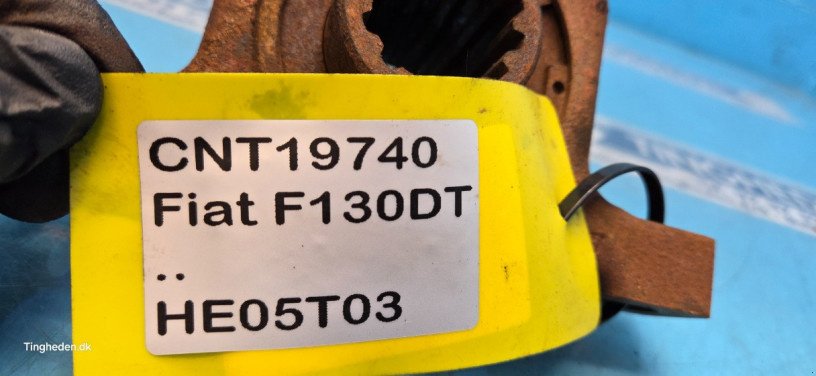 CNT19740
Fiat F130DT
..
HE05T03
Tingheden.dk